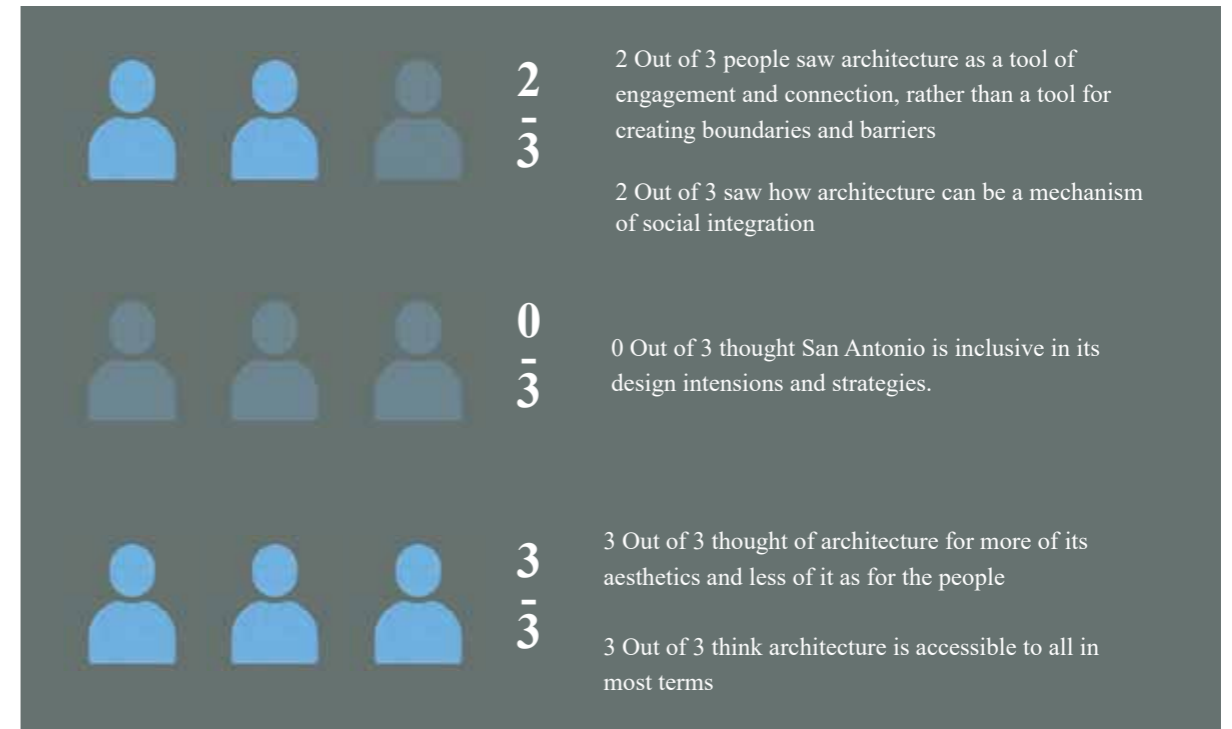 2
-
3
2 Out of 3 people saw architecture as a tool of
engagement and connection, rather than a tool for
creating boundaries and barriers
2 Out of 3 saw how architecture can be a mechanism
of social integration
0
-
3
0 Out of 3 thought San Antonio is inclusive in its
design intensions and strategies.
3
-
3
3 Out of 3 thought of architecture for more of its
aesthetics and less of it as for the people
3 Out of 3 think architecture is accessible to all in
most terms